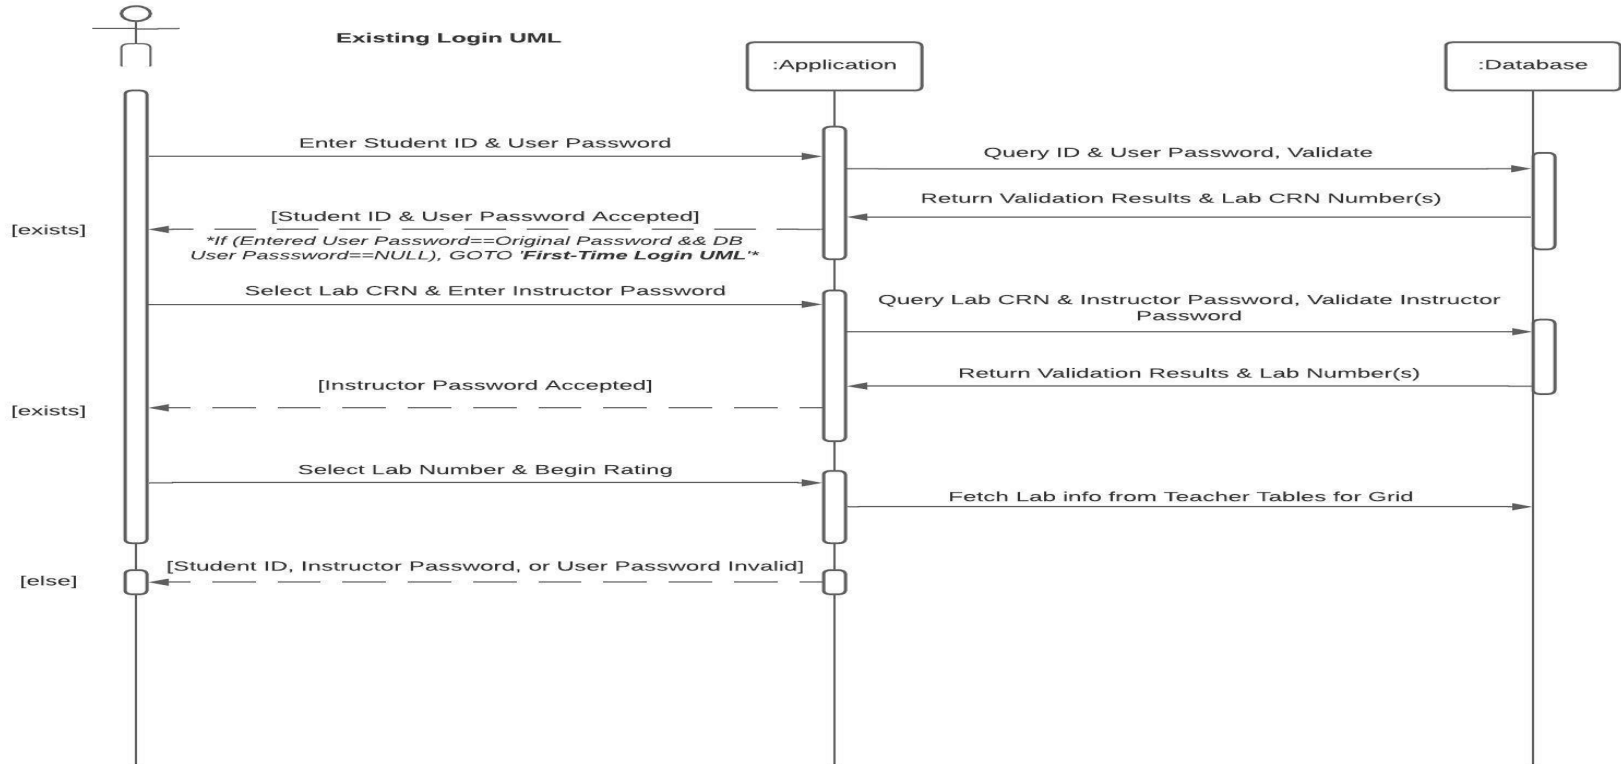 Existing Login UML
:Application
:Database
Enter Student ID & User Password
Query ID & User Password, Validate
Return Validation Results & Lab CRN Number(s)
[exists]
[Student ID & User Password Accepted]
*If (Entered User Password==Original Password && DB
User Passsword==NULL), GOTO 'First-Time Login UML'*
Select Lab CRN & Enter Instructor Password
Query Lab CRN & Instructor Password, Validate Instructor
Password
Return Validation Results & Lab Number(s)
[Instructor Password Accepted]
[exists]
Select Lab Number & Begin Rating
Fetch Lab info from Teacher Tables for Grid
[Student ID, Instructor Password, or User Password Invalid]
[else]